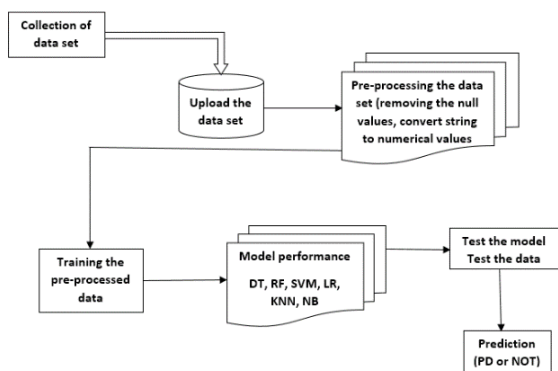 Collection of
data set
Upload the
data set
Pre-processing the data
set (removing the null
values, convert string
to numerical values
Training the
pre-processed
data
Model performance
DT, RF, SVM, LR,
KNN, NB
Test the model
Test the data
Prediction
(PD or NOT)